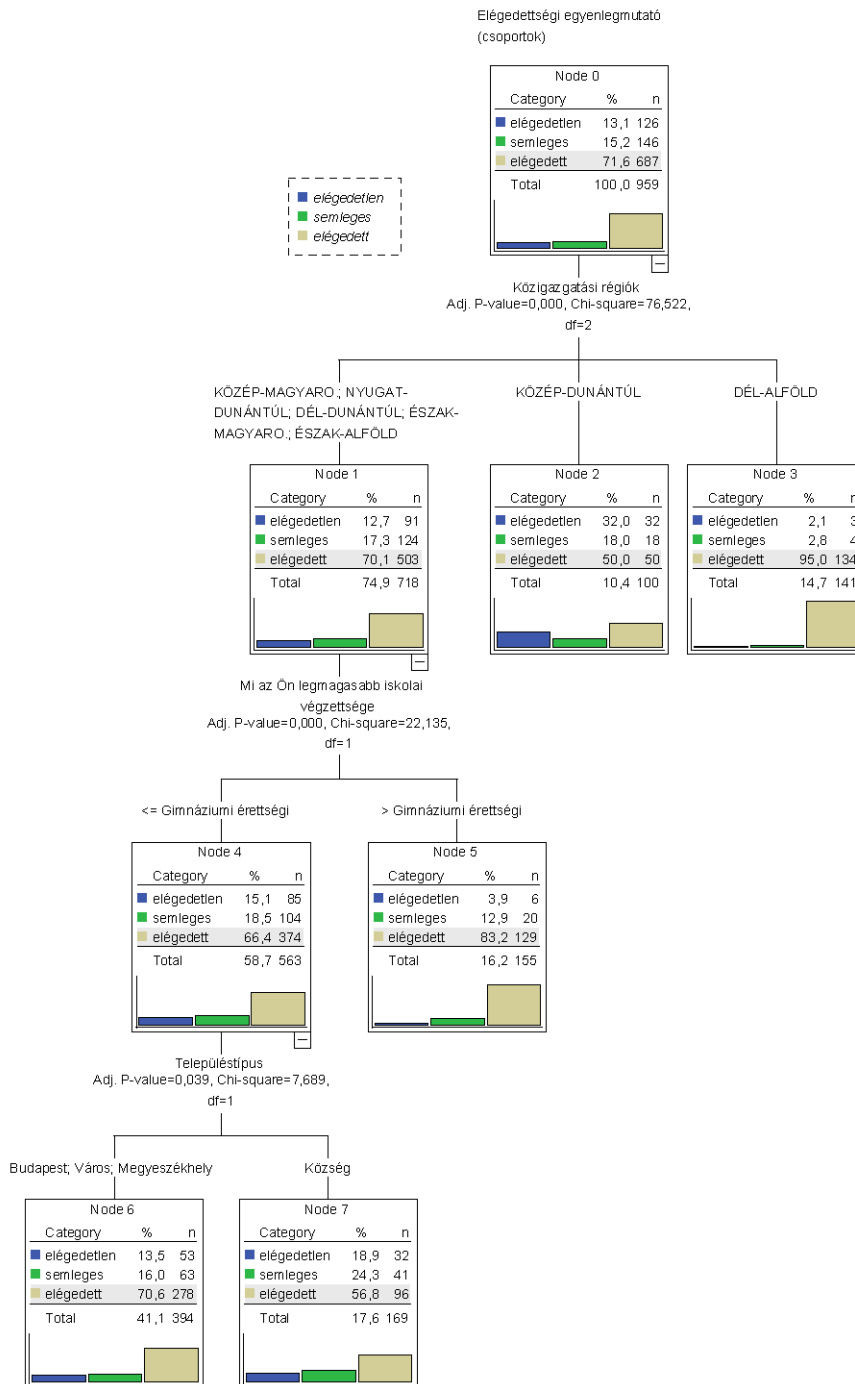 Elégedettségi egyenlegmutató
(csoportok)
Node 0
Category % n
elégedetlen 13,1 126
semleges 15,2 146
elégedett 71,6 687
Total 100,0 959
elégedetlen
semleges
elégedett
Közigazgatási régiók
Adj. P-value=0,000, Chi-square=76,522,
df=2
KÖZÉP-MAGYARO.; NYUGAT-
DUNÁNTÚL; DÉL-DUNÁNTÚL; ÉSZAK-
MAGYARO.; ÉSZAK-ALFÖLD
KÖZÉP-DUNÁNTÚL
DÉL-ALFÖLD
Node 1
Category % n
elégedetlen 12,7 91
semleges 17,3 124
elégedett 70,1 503
Total 74,9 718
Node 2
Category % n
elégedetlen 32,0 32
semleges 18,0 18
elégedett 50,0 50
Total 10,4 100
Node 3
Category % n
elégedetlen 2,1 3
semleges 2,8 4
elégedett 95,0 134
Total 14,7 141
Mi az Ön legmagasabb iskolai
végzettsége
Adj. P-value=0,000, Chi-square=22,135,
df=1
<= Gimnáziumi érettségi
> Gimnáziumi érettségi
Node 4
Category % n
elégedetlen 15,1 85
semleges 18,5 104
elégedett 66,4 374
Total 58,7 563
Node 5
Category % n
elégedetlen 3,9 6
semleges 12,9 20
elégedett 83,2 129
Total 16,2 155
Településtípus
Adj. P-value=0,039, Chi-square=7,689,
df=1
Budapest; Város; Megyeszékhely
Község
Node 6
Category % n
elégedetlen 13,5 53
semleges 16,0 63
elégedett 70,6 278
Total 41,1 394
Node 7
Category % n
elégedetlen 18,9 32
semleges 24,3 41
elégedett 56,8 96
Total 17,6 169